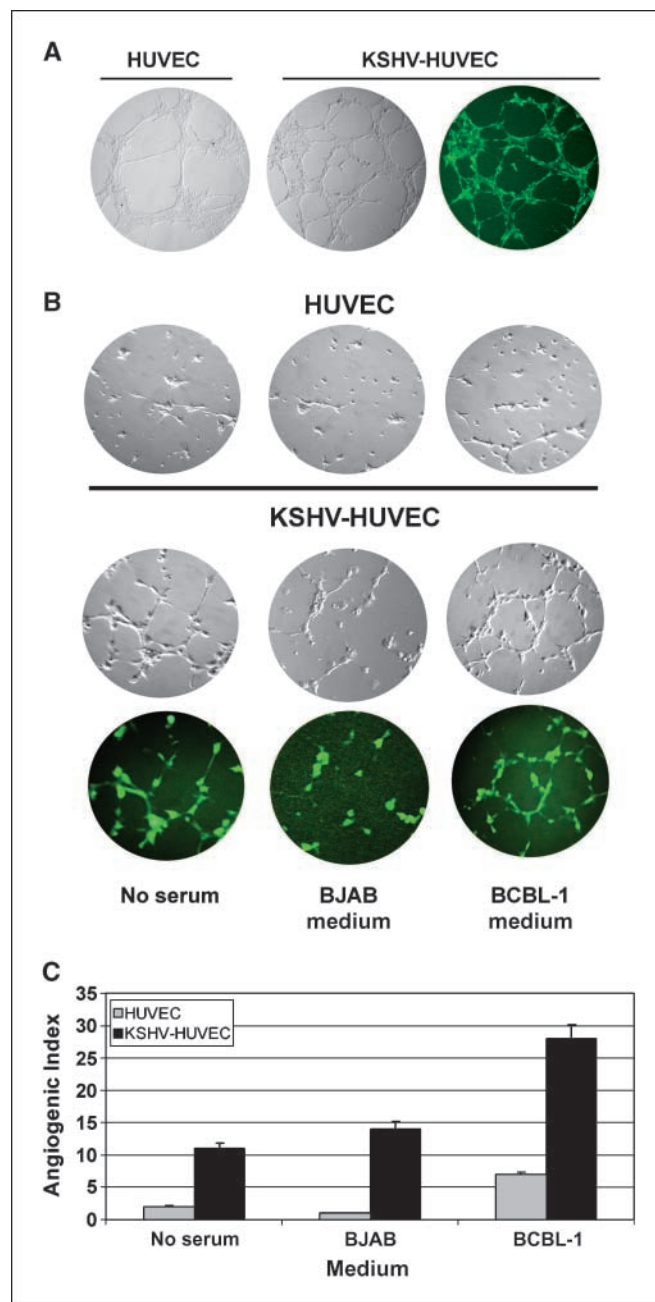 A
HUVEC KSHV-HUVEC
B
HUVEC
KSHV-HUVEC
No serum BJAB medium BCBL-1 medium
C
35
30
25
20
15
10
5
0
HUVEC
KSHV-HUVEC
Angiogenic Index
No serum BJAB BCBL-1
Medium